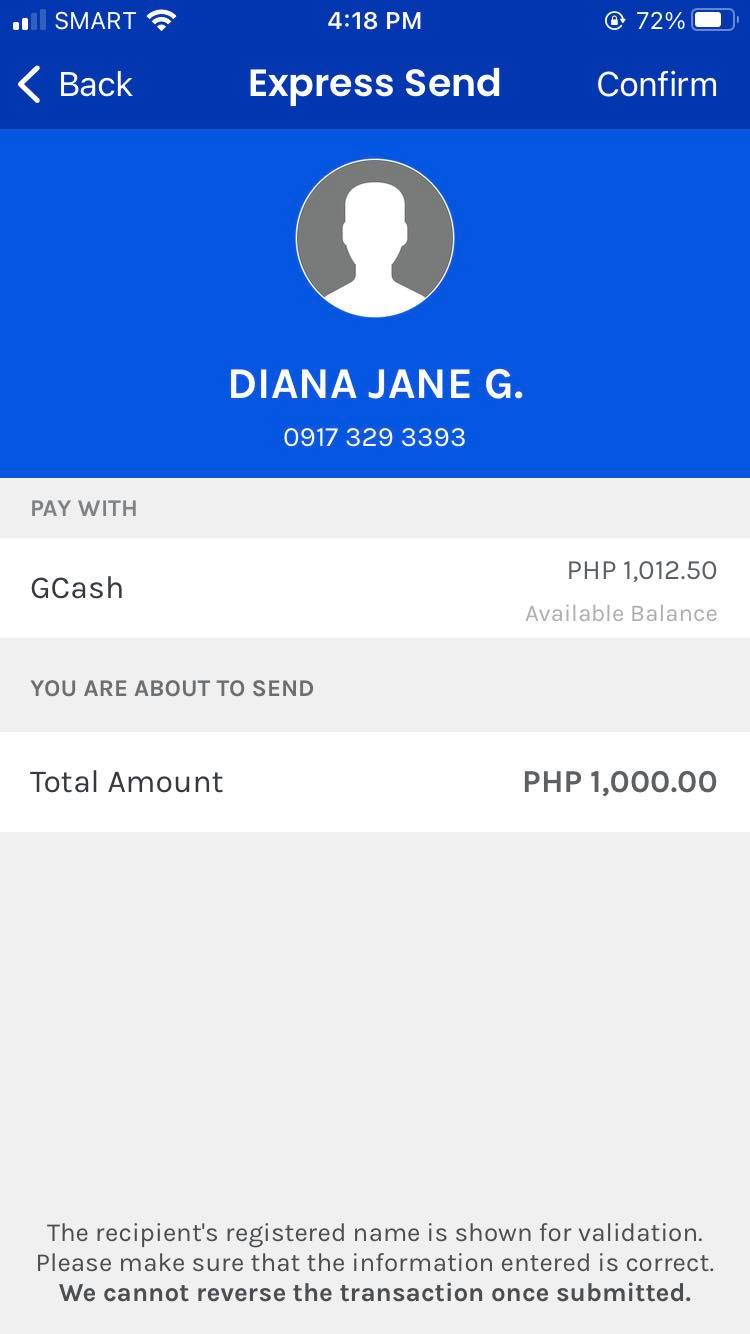 SMART 4:18 PM 72%
Back Express Send Confirm
DIANA JANE G.
0917 329 3393
PAY WITH
GCash PHP 1,012.50
Available Balance
YOU ARE ABOUT TO SEND
Total Amount PHP 1,000.00
The recipient's registered name is shown for validation.
Please make sure that the information entered is correct.
We cannot reverse the transaction once submitted.